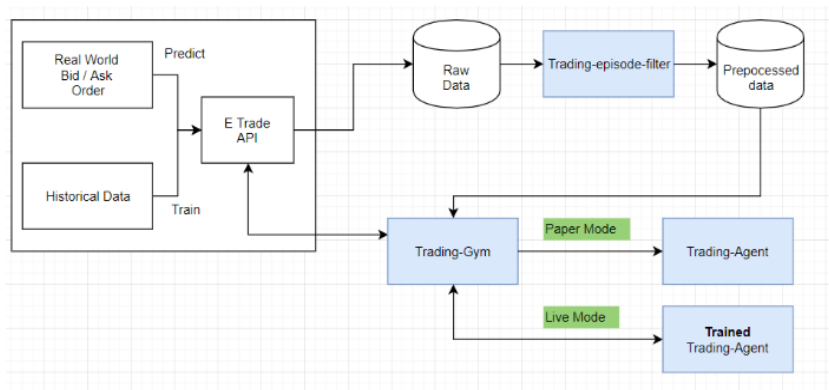 Real World
Bid / Ask
Order
Predict
E Trade
API
Historical Data
Train
Raw
Data
Trading-episode-filter
Prepocessed
data
Trading-Gym
Paper Mode
Trading-Agent
Live Mode
Trained
Trading-Agent